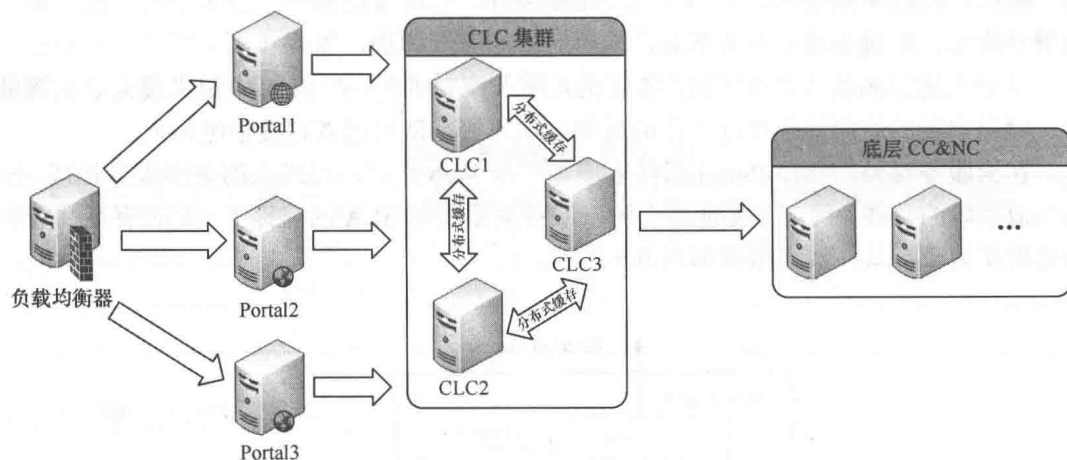 Portal1
CLC 集群
CLC1
分布式缓存
分布式缓存
CLC3
底层 CC&NC
...
负载均衡器
Portal2
分布式缓存
CLC2
Portal3